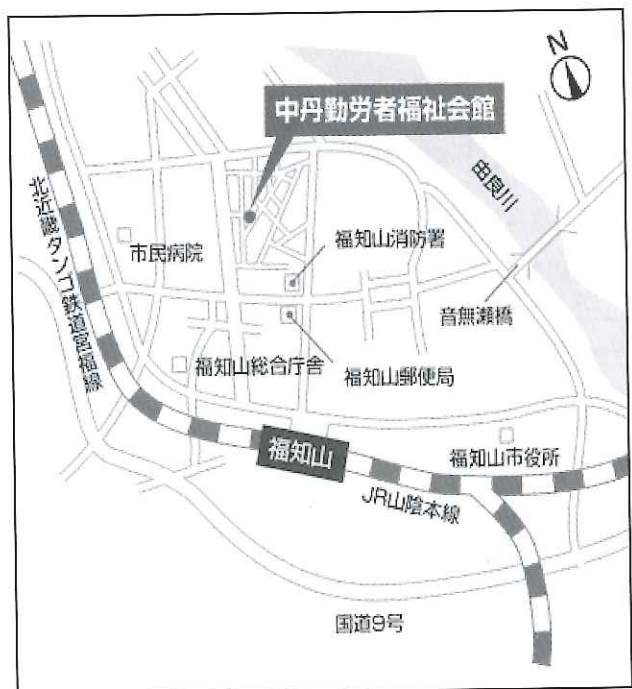 N
中丹勤労者福祉会館
由良川
北近畿タンゴ鉄道宮福線
市民病院
福知山消防署
音無瀬橋
福知山総合庁舎
福知山郵便局
福知山
福知山市役所
JR山陰本線
国道9号